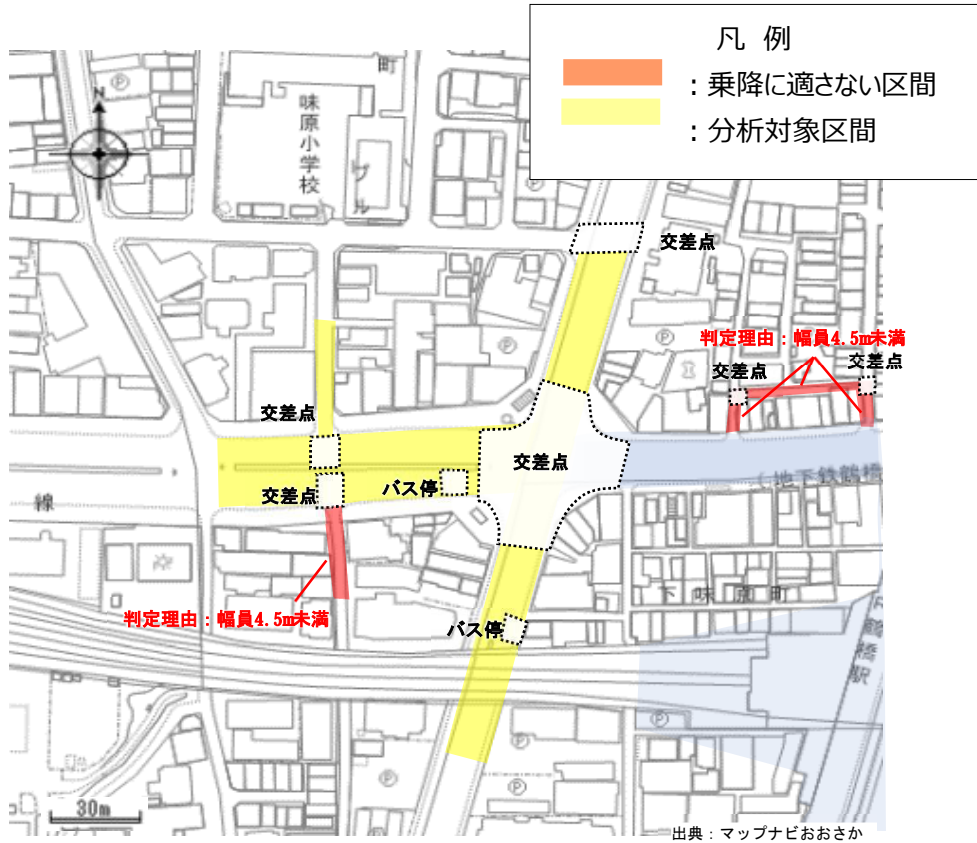 凡 例
：乗降に適さない区間
：分析対象区間
町
味原小学校
プール
N
交差点
判定理由：幅員4.5m未満
交差点
交差点
交差点
交差点
交差点
バス停
（地下鉄鶴橋
線
下味原町
判定理由：幅員4.5m未満
バス停
鶴橋駅
30m
出典：マップナビおおさか